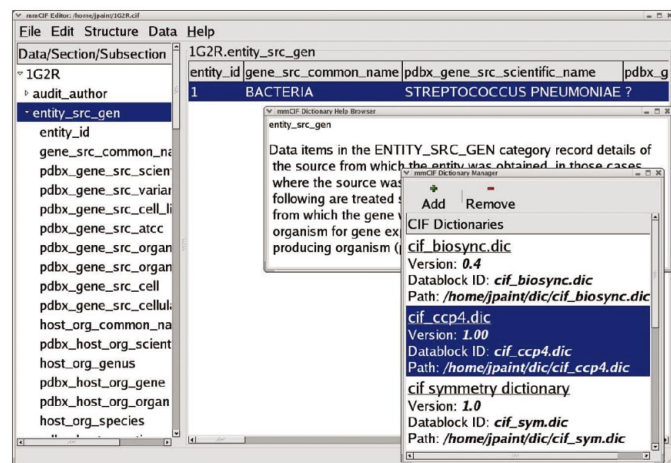 mmCIF Editor: /home/jpaint/1G2R.cif
File Edit Structure Data Help
Data/Section/Subsection
1G2R
audit_author
entity_src_gen
entity_id
gene_src_common_na
pdbx_gene_src_scient
pdbx_gene_src_varian
pdbx_gene_src_cell_li
pdbx_gene_src_atcc
pdbx_gene_src_organ
pdbx_gene_src_organ
pdbx_gene_src_cell
pdbx_gene_src_cellula
host_org_common_na
pdbx_host_org_scient
host_org_genus
pdbx_host_org_gene
pdbx_host_org_organ
host_org_species
1G2R.entity_src_gen
entity_id gene_src_common_name pdbx_gene_src_scientific_name pdbx_g
1 BACTERIA STREPTOCOCCUS PNEUMONIAE ?
mmCIF Dictionary Help Browser
entity_src_gen
Data items in the ENTITY_SRC_GEN category record details of
the source from which the entity was obtained in those cases
where the source was
following are treated s
from which the gene w
organism for gene exp
producing organism (p
mmCIF Dictionary Manager
Add Remove
CIF Dictionaries
cif_biosync.dic
Version: 0.4
Datablock ID: cif_biosync.dic
Path: /home/jpaint/dic/cif_biosync.dic
cif_ccp4.dic
Version: 1.00
Datablock ID: cif_ccp4.dic
Path: /home/jpaint/dic/cif_ccp4.dic
cif symmetry dictionary
Version: 1.0
Datablock ID: cif_sym.dic
Path: /home/jpaint/dic/cif_sym.dic